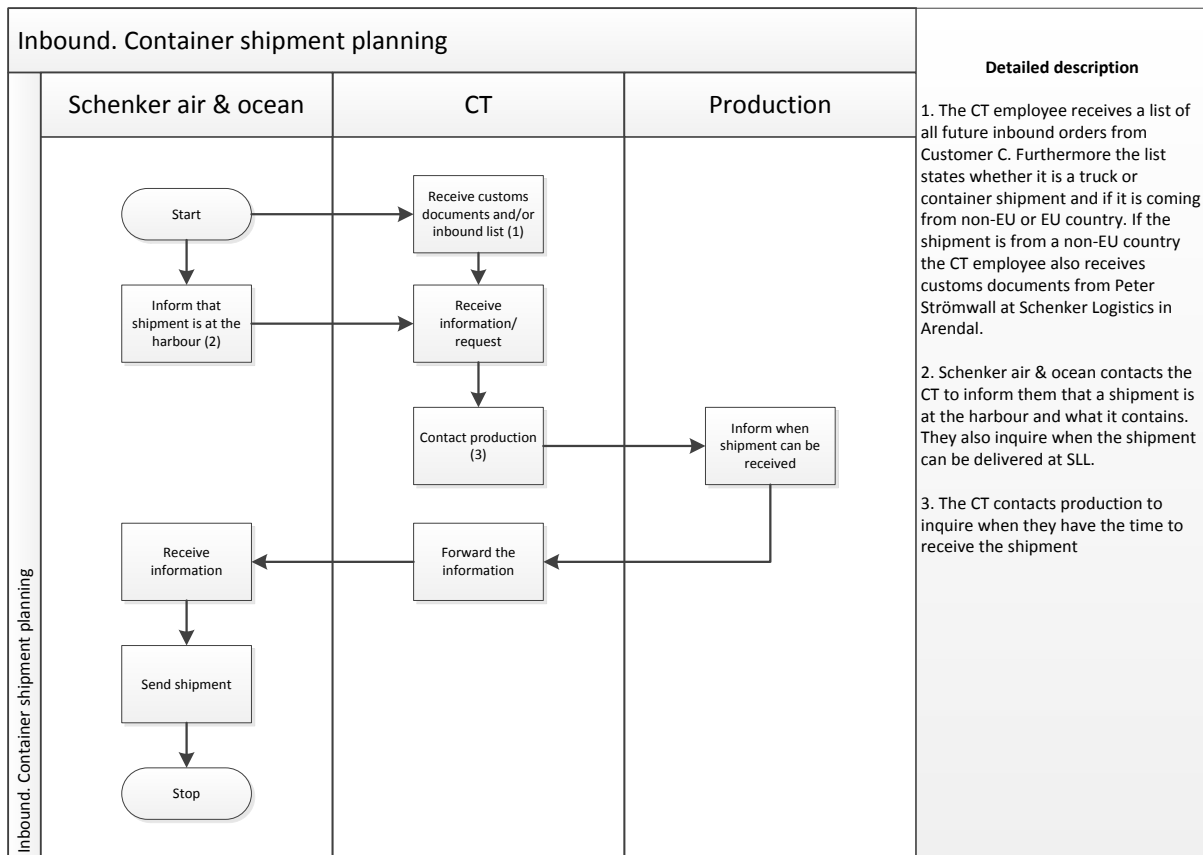 Inbound. Container shipment planning
Inbound. Container shipment planning
Schenker air & ocean
CT
Production
Start
Receive customs
documents and/or
inbound list (1)
Inform that
shipment is at the
harbour (2)
Receive
information/
request
Contact production
(3)
Inform when
shipment can be
received
Receive
information
Forward the
information
Send shipment
Stop
Detailed description
1. The CT employee receives a list of
all future inbound orders from
Customer C. Furthermore the list
states whether it is a truck or
container shipment and if it is coming
from non-EU or EU country. If the
shipment is from a non-EU country
the CT employee also receives
customs documents from Peter
Strömwall at Schenker Logistics in
Arendal.
2. Schenker air & ocean contacts the
CT to inform them that a shipment is
at the harbour and what it contains.
They also inquire when the shipment
can be delivered at SLL.
3. The CT contacts production to
inquire when they have the time to
receive the shipment